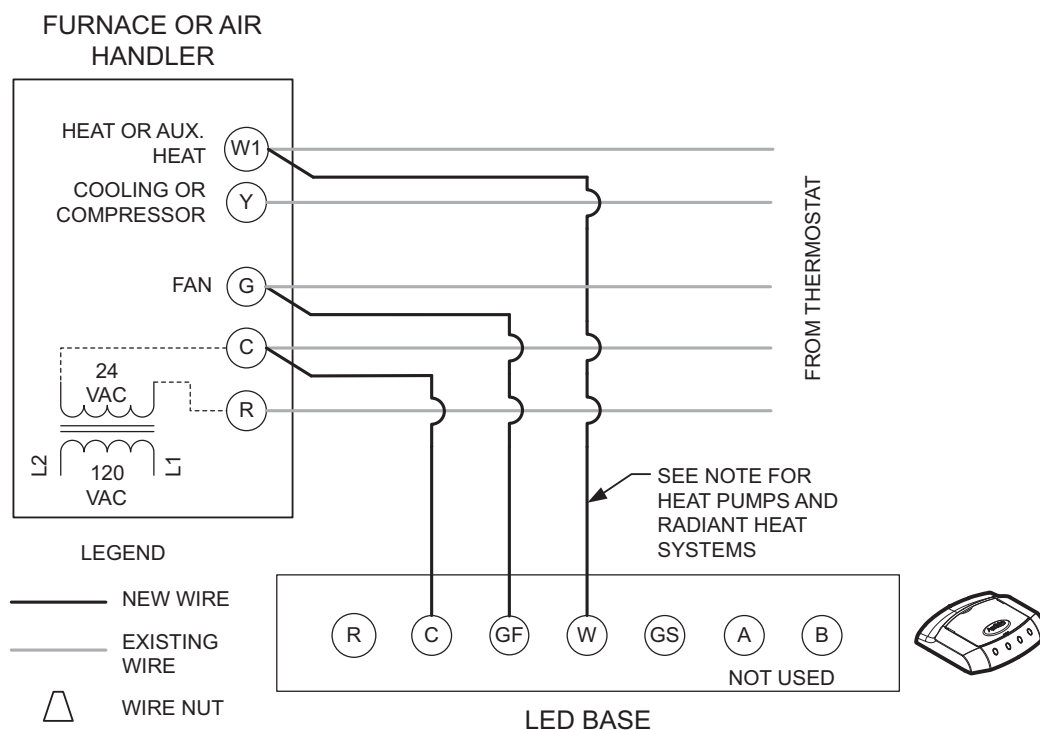 FURNACE OR AIR
HANDLER
HEAT OR AUX.
HEAT
W1
COOLING OR
COMPRESSOR
Y
FAN
G
C
24
VAC
R
L2
120
VAC
L1
FROM THERMOSTAT
SEE NOTE FOR
HEAT PUMPS AND
RADIANT HEAT
SYSTEMS
LEGEND
NEW WIRE
EXISTING
WIRE
WIRE NUT
R
C
GF
W
GS
A
B
NOT USED
LED BASE